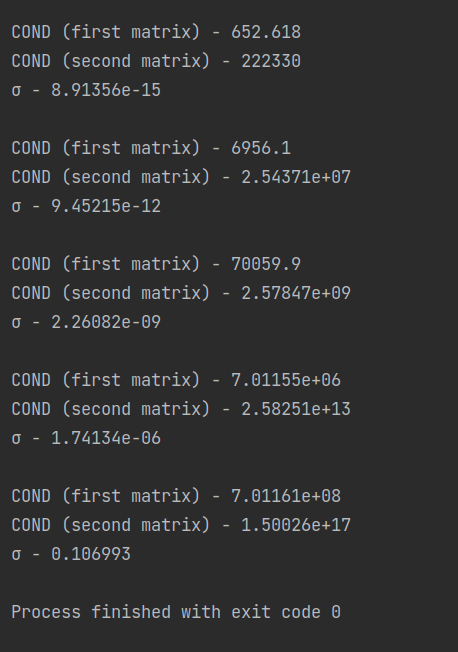 COND (first matrix) - 652.618
COND (second matrix) - 222330
σ - 8.91356e-15
COND (first matrix) - 6956.1
COND (second matrix) - 2.54371e+07
σ - 9.45215e-12
COND (first matrix) - 70059.9
COND (second matrix) - 2.57847e+09
σ - 2.26082e-09
COND (first matrix) - 7.01155e+06
COND (second matrix) - 2.58251e+13
σ - 1.74134e-06
COND (first matrix) - 7.01161e+08
COND (second matrix) - 1.50026e+17
σ - 0.106993
Process finished with exit code 0